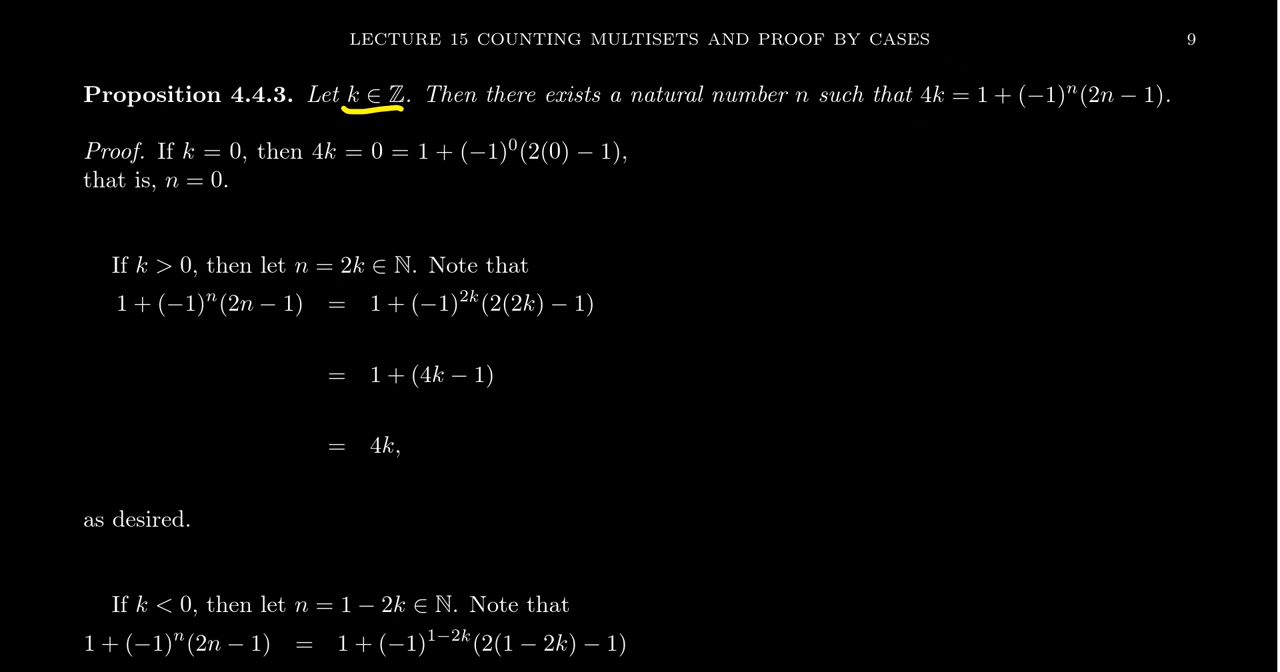 LECTURE 15 COUNTING MULTISETS AND PROOF BY CASES 9
Proposition 4.4.3. Let k ∈ ℤ. Then there exists a natural number n such that 4k = 1 + (−1)ⁿ(2n − 1).
Proof. If k = 0, then 4k = 0 = 1 + (−1)⁰(2(0) − 1),
that is, n = 0.
If k > 0, then let n = 2k ∈ ℕ. Note that
1 + (−1)ⁿ(2n − 1) = 1 + (−1)²ᵏ(2(2k) − 1)
= 1 + (4k − 1)
= 4k,
as desired.
If k < 0, then let n = 1 − 2k ∈ ℕ. Note that
1 + (−1)ⁿ(2n − 1) = 1 + (−1)¹⁻²ᵏ(2(1 − 2k) − 1)